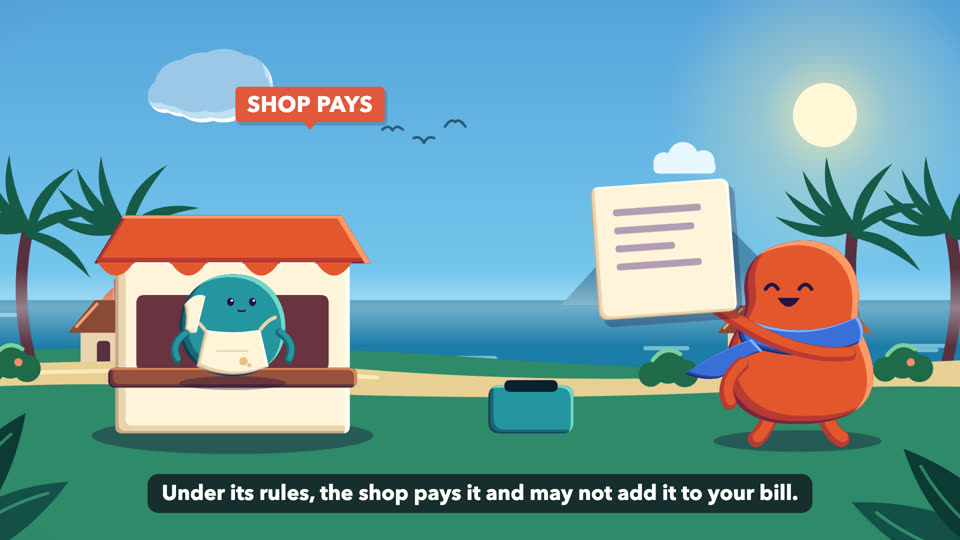 SHOP PAYS
Under its rules, the shop pays it and may not add it to your bill.